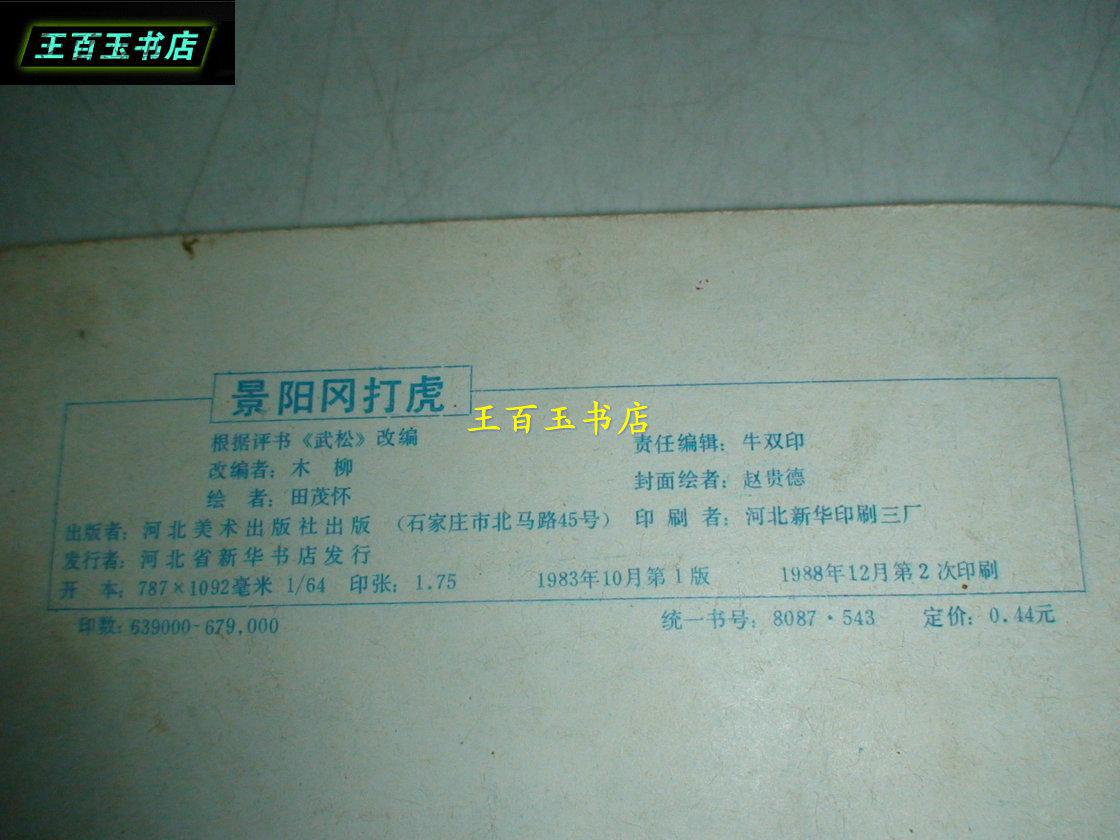 王百玉书店
景阳冈打虎
王百玉书店
根据评书《武松》改编
责任编辑：牛双印
改编者：木 柳
封面绘者：赵贵德
绘 者：田茂怀
出版者：河北美术出版社出版 （石家庄市北马路45号） 印 刷 者：河北新华印刷三厂
发行者：河北省新华书店发行
开 本：787×1092毫米 1/64 印张：1.75 1983年10月第1版 1988年12月第2次印刷
印数：639000-679,000 统一书号：8087·543 定价：0.44元